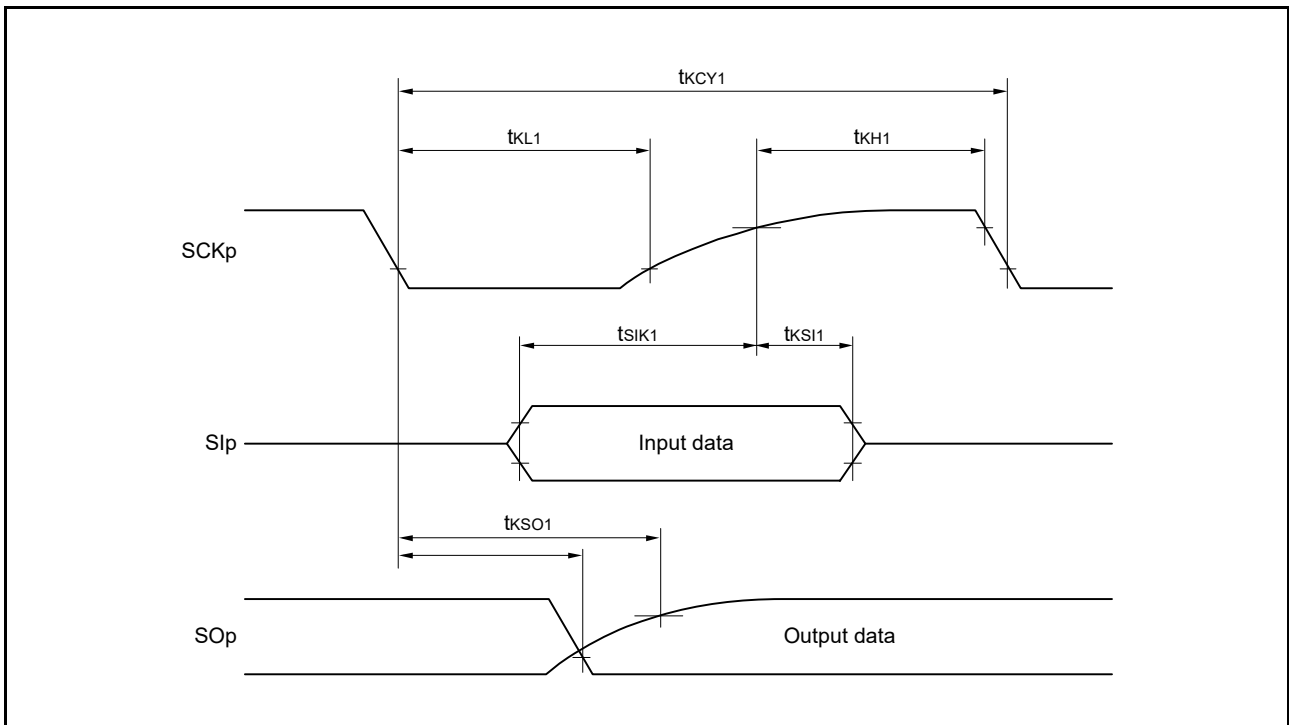 tKCY1
tKL1
tKH1
SCKp
tSIK1
tKSI1
SIp
Input data
tKSO1
SOp
Output data